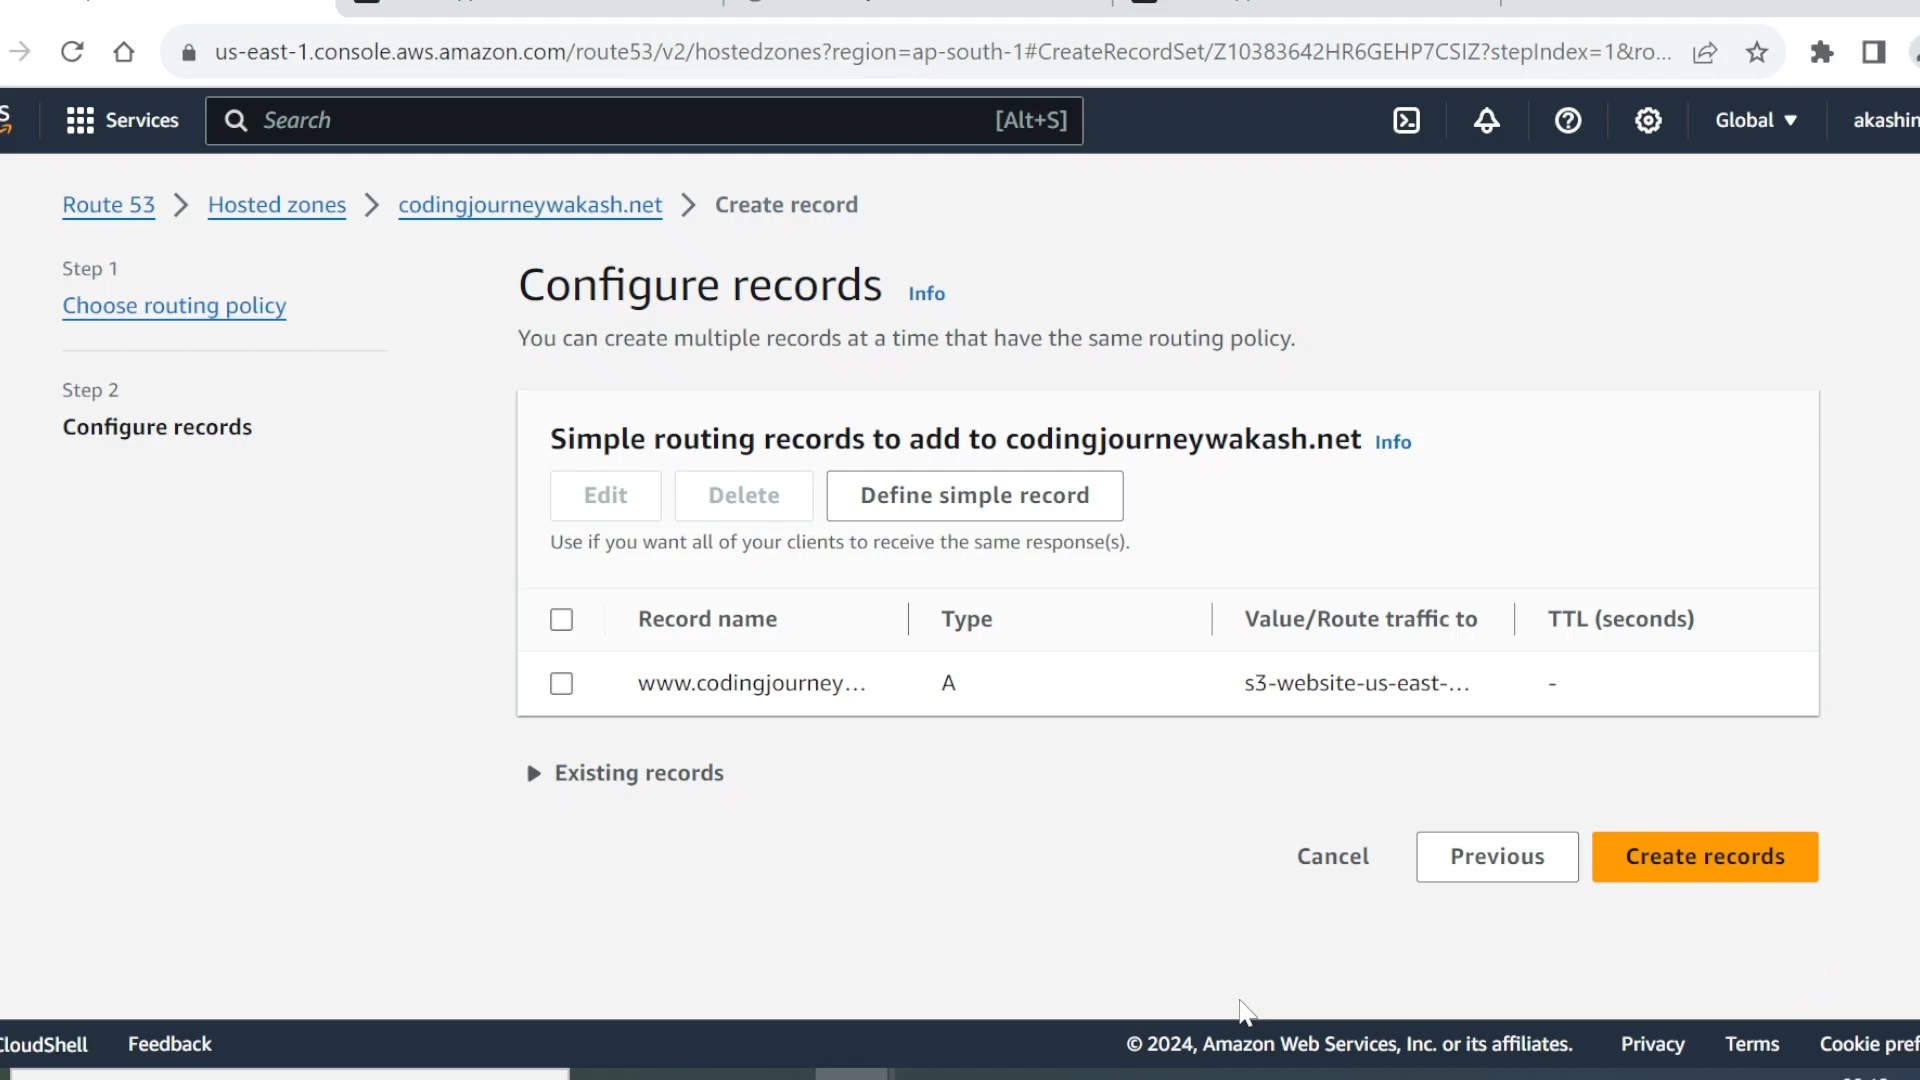 us-east-1.console.aws.amazon.com/route53/v2/hostedzones?region=ap-south-1#CreateRecordSet/Z10383642HR6GEHP7CSIZ?stepIndex=1&ro...
Services
Search
[Alt+S]
Global
akashin
Route 53
Hosted zones
codingjourneywakash.net
Create record
Step 1
Choose routing policy
Step 2
Configure records
Configure records Info
You can create multiple records at a time that have the same routing policy.
Simple routing records to add to codingjourneywakash.net Info
Edit
Delete
Define simple record
Use if you want all of your clients to receive the same response(s).
Record name
Type
Value/Route traffic to
TTL (seconds)
www.codingjourney...
A
s3-website-us-east-...
-
Existing records
Cancel
Previous
Create records
CloudShell
Feedback
© 2024, Amazon Web Services, Inc. or its affiliates.
Privacy
Terms
Cookie pref